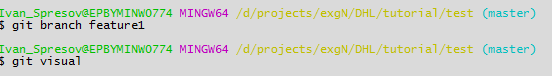 Ivan_Spresov@EPBYMINW0774 MINGW64 /d/projects/exgN/DHL/tutorial/test (master)
$ git branch feature1
Ivan_Spresov@EPBYMINW0774 MINGW64 /d/projects/exgN/DHL/tutorial/test (master)
$ git visual